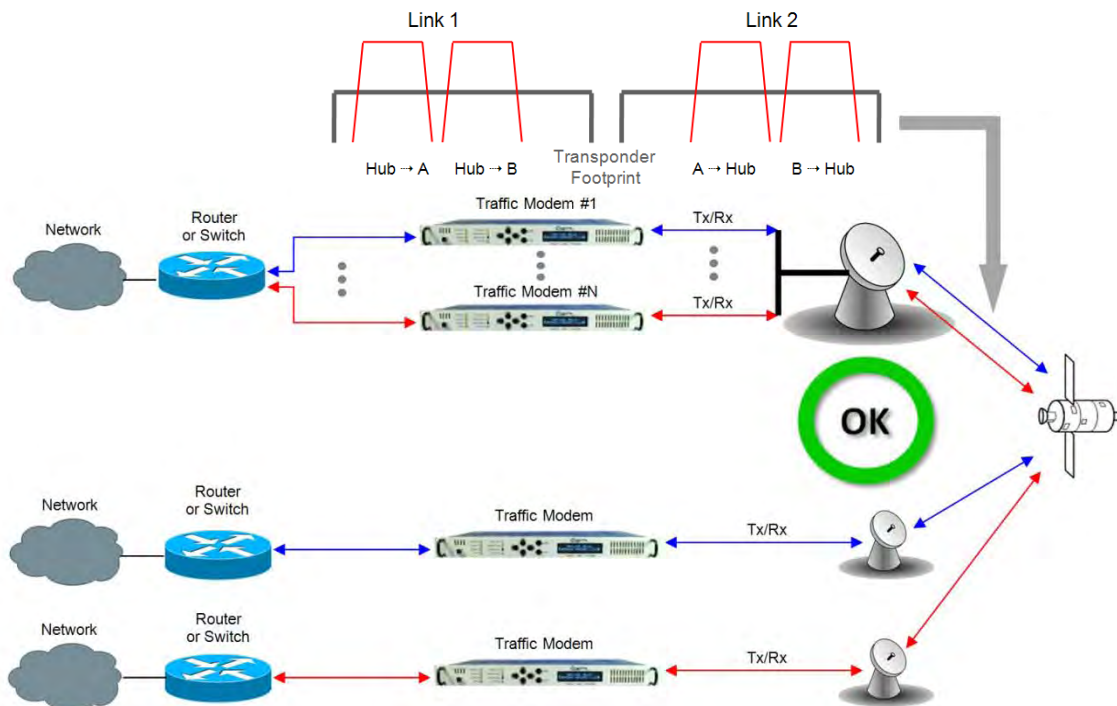 Link 1
Link 2
Hub → A
Hub → B
Transponder
Footprint
A → Hub
B → Hub
Network
Router
or Switch
Traffic Modem #1
Tx/Rx
Traffic Modem #N
Tx/Rx
OK
Network
Router
or Switch
Traffic Modem
Tx/Rx
Network
Router
or Switch
Traffic Modem
Tx/Rx